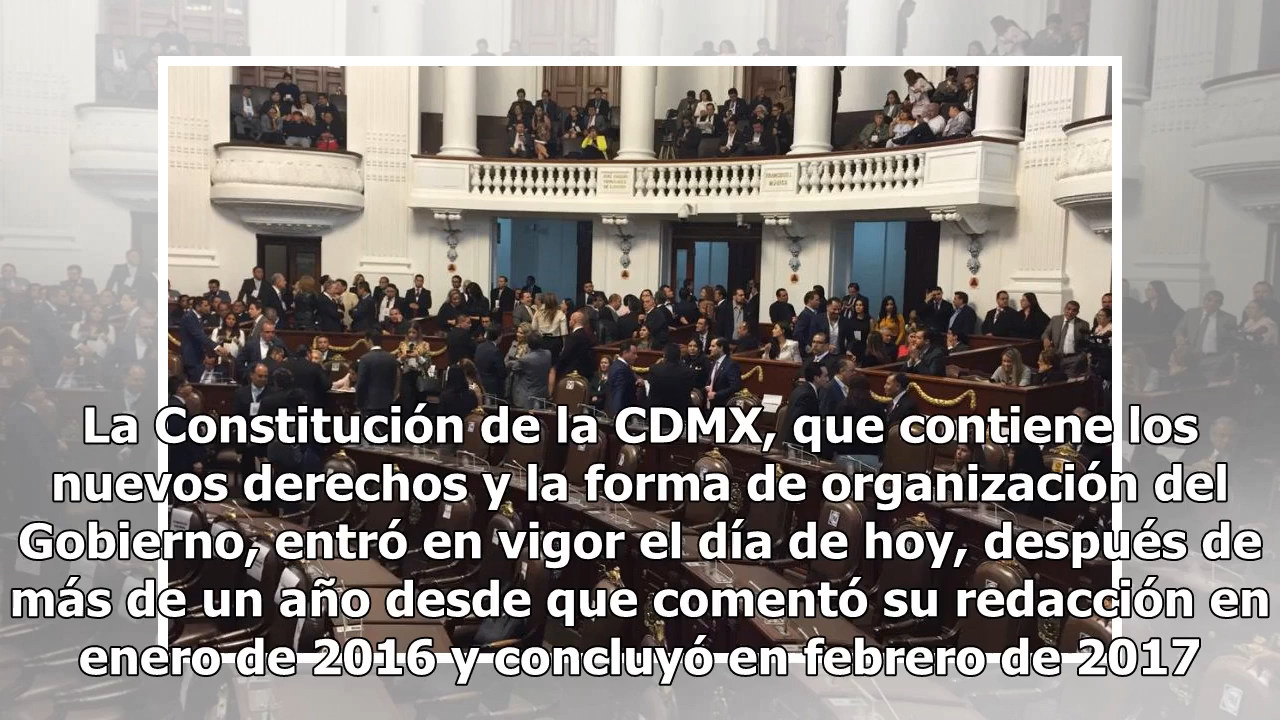 FRANCISCO J.
MÚGICA
La Constitución de la CDMX, que contiene los
nuevos derechos y la forma de organización del
Gobierno, entró en vigor el día de hoy, después de
más de un año desde que comentó su redacción en
enero de 2016 y concluyó en febrero de 2017